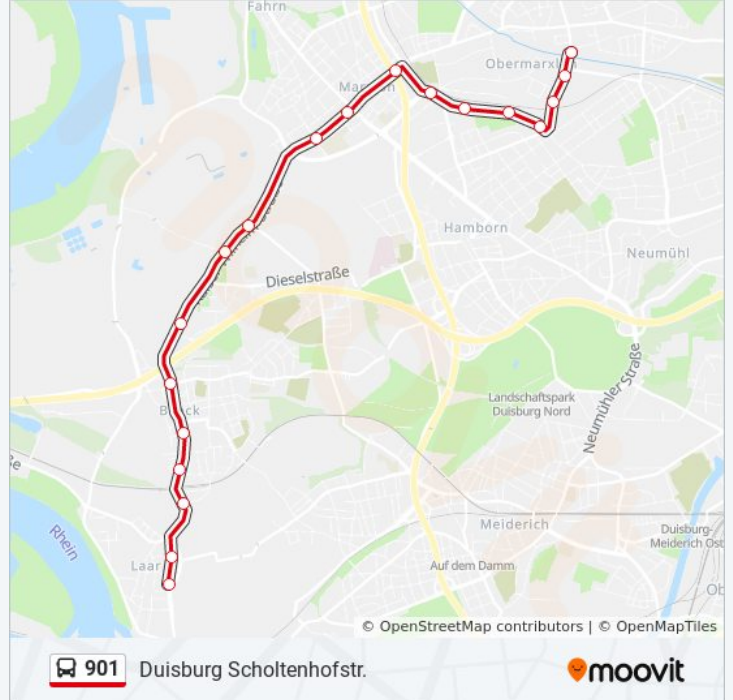 Fahrn
Obermarxloh
Hamborn
Neumühl
Dieselstraße
Landschaftspark
Duisburg Nord
Neumühler Straße
Rhein
Meiderich
Duisburg-
Meiderich Ost
Laar
Auf dem Damm
© OpenStreetMap contributors | © OpenMapTiles
901 Duisburg Scholtenhofstr.
moovit